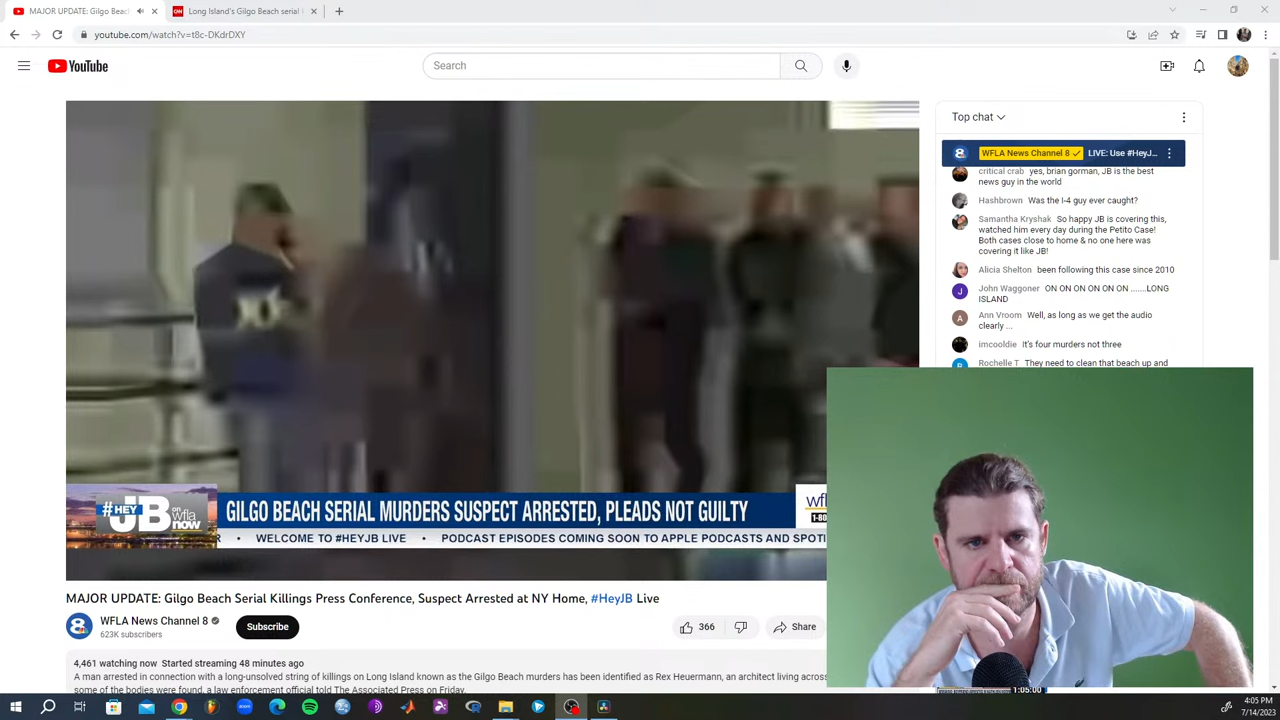 MAJOR UPDATE: Gilgo Beac
Long Island's Gilgo Beach serial
youtube.com/watch?v=t8c-DKdrDXY
YouTube
Search
Top chat
WFLA News Channel 8
LIVE: Use #HeyJ...
critical crab yes, brian gorman, JB is the best
news guy in the world
Hashbrown Was the I-4 guy ever caught?
Samantha Kryshak So happy JB is covering this,
watched him every day during the Petito Case!
Both cases close to home & no one here was
covering it like JB!
Alicia Shelton been following this case since 2010
John Waggoner ON ON ON ON ON .......LONG
ISLAND
Ann Vroom Well, as long as we get the audio
clearly ...
imcooldie It's four murders not three
Rochelle T They need to clean that beach up and
#HEY
JB
on
wfla
now
GILGO BEACH SERIAL MURDERS SUSPECT ARRESTED, PLEADS NOT GUILTY
wfl
1-80
R • WELCOME TO #HEYJB LIVE • PODCAST EPISODES COMING SOON TO APPLE PODCASTS AND SPOTI
MAJOR UPDATE: Gilgo Beach Serial Killings Press Conference, Suspect Arrested at NY Home, #HeyJB Live
WFLA News Channel 8
623K subscribers
Subscribe
366
Share
4,461 watching now Started streaming 48 minutes ago
A man arrested in connection with a long-unsolved string of killings on Long Island known as the Gilgo Beach murders has been identified as Rex Heuermann, an architect living across
some of the bodies were found, a law enforcement official told The Associated Press on Friday.
1:05:00
4:05 PM
7/14/2023